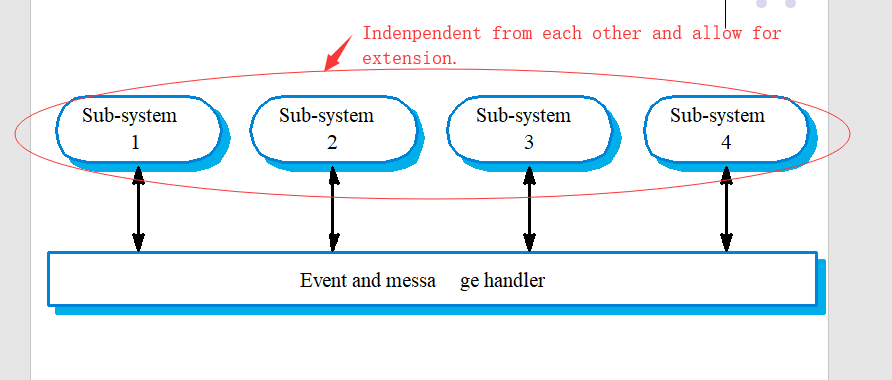 Indenpendent from each other and allow for
extension.
Sub-system
1
Sub-system
2
Sub-system
3
Sub-system
4
Event and messa ge handler